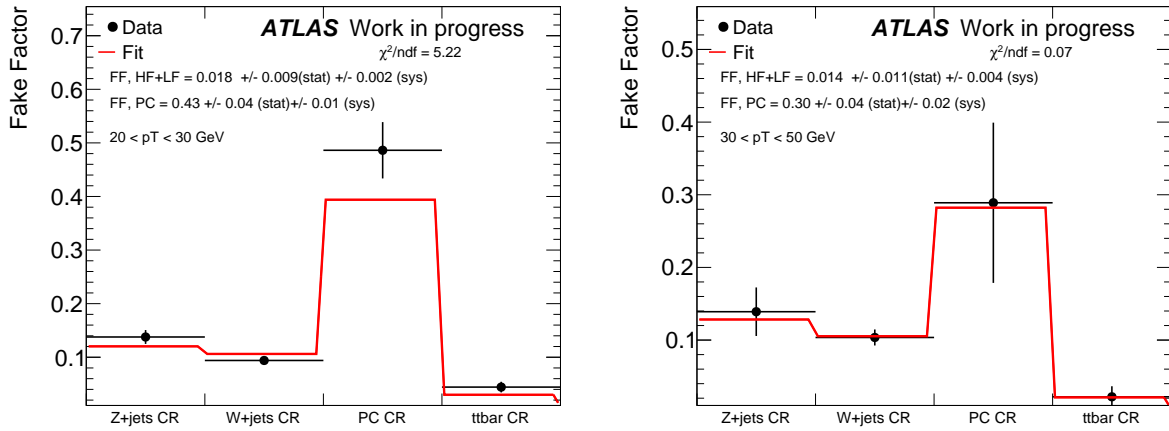 Fake Factor
0.7
0.6
0.5
0.4
0.3
0.2
0.1
Data
Fit
ATLAS Work in progress
χ²/ndf = 5.22
FF, HF+LF = 0.018 +/- 0.009(stat) +/- 0.002 (sys)
FF, PC = 0.43 +/- 0.04 (stat)+/- 0.01 (sys)
20 < pT < 30 GeV
Z+jets CR W+jets CR PC CR ttbar CR
Fake Factor
0.5
0.4
0.3
0.2
0.1
Data
Fit
ATLAS Work in progress
χ²/ndf = 0.07
FF, HF+LF = 0.014 +/- 0.011(stat) +/- 0.004 (sys)
FF, PC = 0.30 +/- 0.04 (stat)+/- 0.02 (sys)
30 < pT < 50 GeV
Z+jets CR W+jets CR PC CR ttbar CR